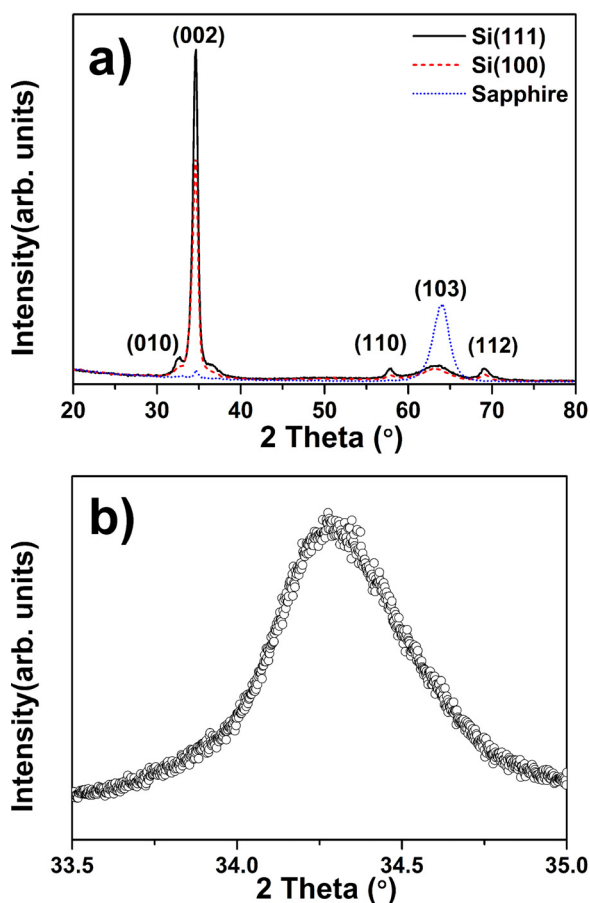 a)
(002)
Si(111)
Si(100)
Sapphire
(010)
(110)
(103)
(112)
Intensity(arb. units)
20 30 40 50 60 70 80
2 Theta (°)
b)
Intensity(arb. units)
33.5 34.0 34.5 35.0
2 Theta (°)